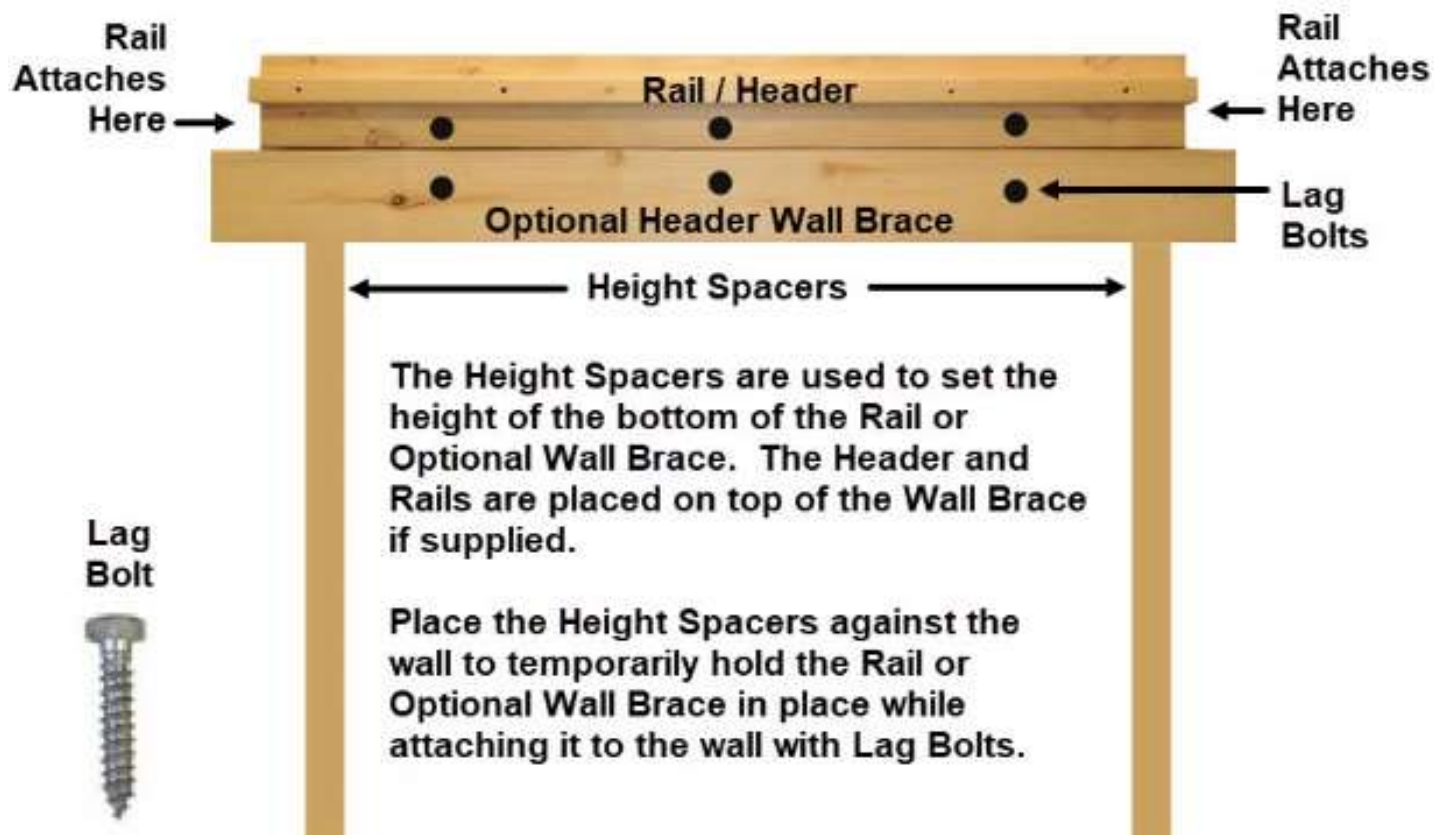 Rail
Attaches
Here
Rail
Attaches
Here
Rail / Header
Lag
Bolts
Optional Header Wall Brace
Height Spacers
The Height Spacers are used to set the
height of the bottom of the Rail or
Optional Wall Brace.  The Header and
Rails are placed on top of the Wall Brace
if supplied.
Place the Height Spacers against the
wall to temporarily hold the Rail or
Optional Wall Brace in place while
attaching it to the wall with Lag Bolts.
Lag
Bolt